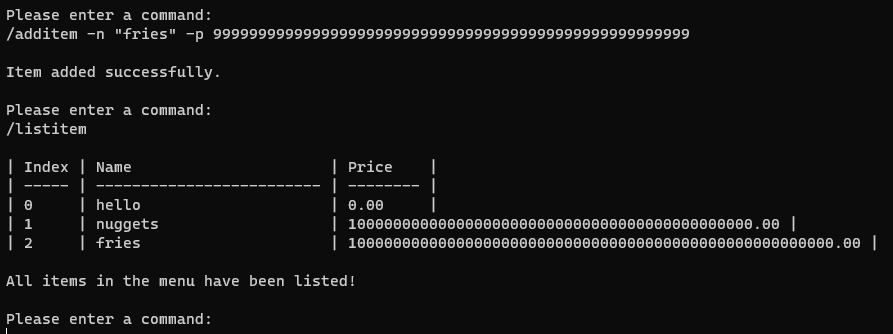 Please enter a command:
/additem -n "fries" -p 99999999999999999999999999999999999999999999999999999
Item added successfully.
Please enter a command:
/listitem
| Index | Name                      | Price    |
| ----- | ------------------------- | -------- |
| 0     | hello                     | 0.00     |
| 1     | nuggets                   | 100000000000000000000000000000000000000000000.00 |
| 2     | fries                     | 100000000000000000000000000000000000000000000000000000.00 |
All items in the menu have been listed!
Please enter a command: